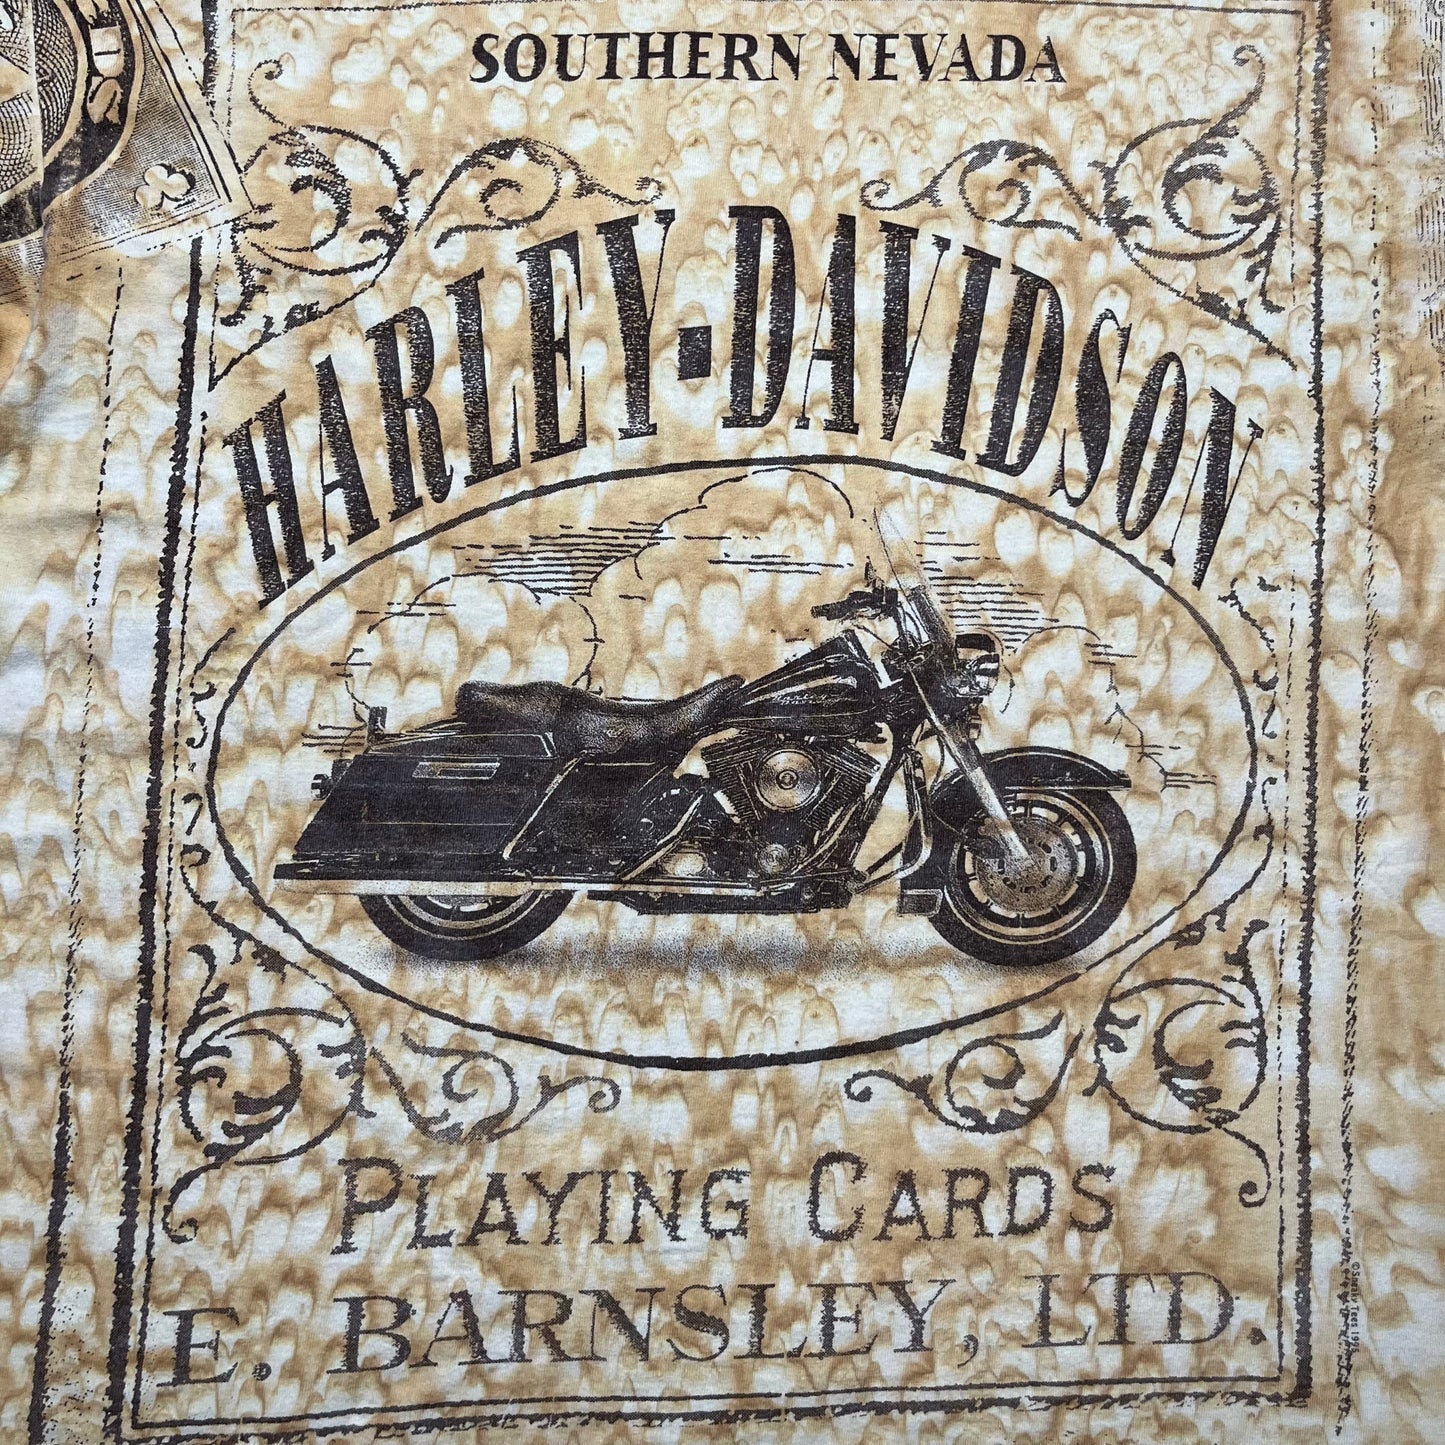 SOUTHERN NEVADA
HARLEY-DAVIDSON
PLAYING CARDS
E. BARNSLEY, LTD.